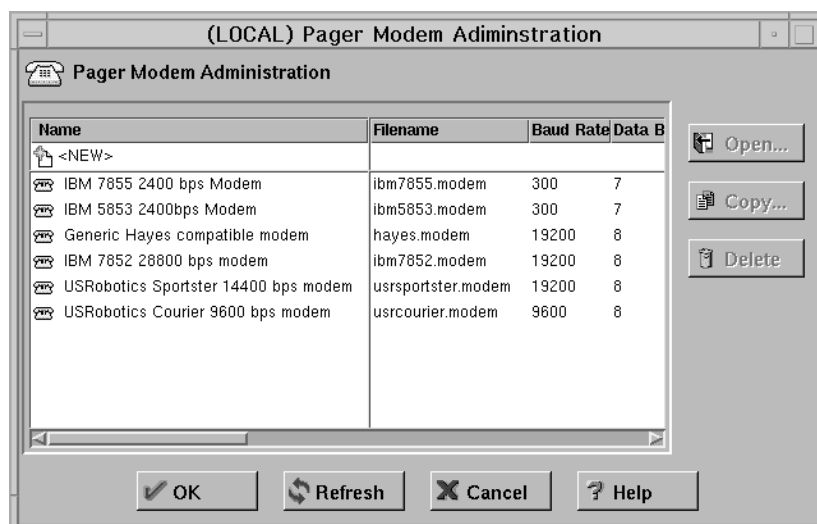 (LOCAL) Pager Modem Adiminstration
Pager Modem Administration
Name Filename Baud Rate Data B
<NEW>
IBM 7855 2400 bps Modem ibm7855.modem 300 7
IBM 5853 2400bps Modem ibm5853.modem 300 7
Generic Hayes compatible modem hayes.modem 19200 8
IBM 7852 28800 bps modem ibm7852.modem 19200 8
USRobotics Sportster 14400 bps modem usrsportster.modem 19200 8
USRobotics Courier 9600 bps modem usrcourier.modem 9600 8
Open...
Copy...
Delete
OK Refresh Cancel Help